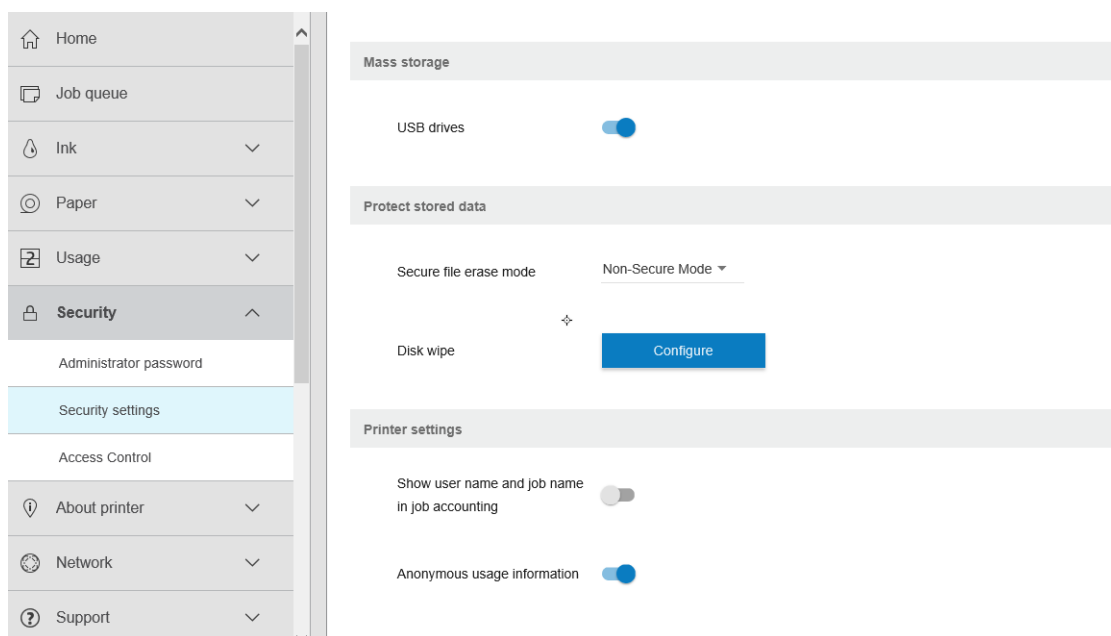 Home
Job queue
Ink
Paper
Usage
Security
Administrator password
Security settings
Access Control
About printer
Network
Support
Mass storage
USB drives
Protect stored data
Secure file erase mode
Non-Secure Mode
Disk wipe
Configure
Printer settings
Show user name and job name
in job accounting
Anonymous usage information